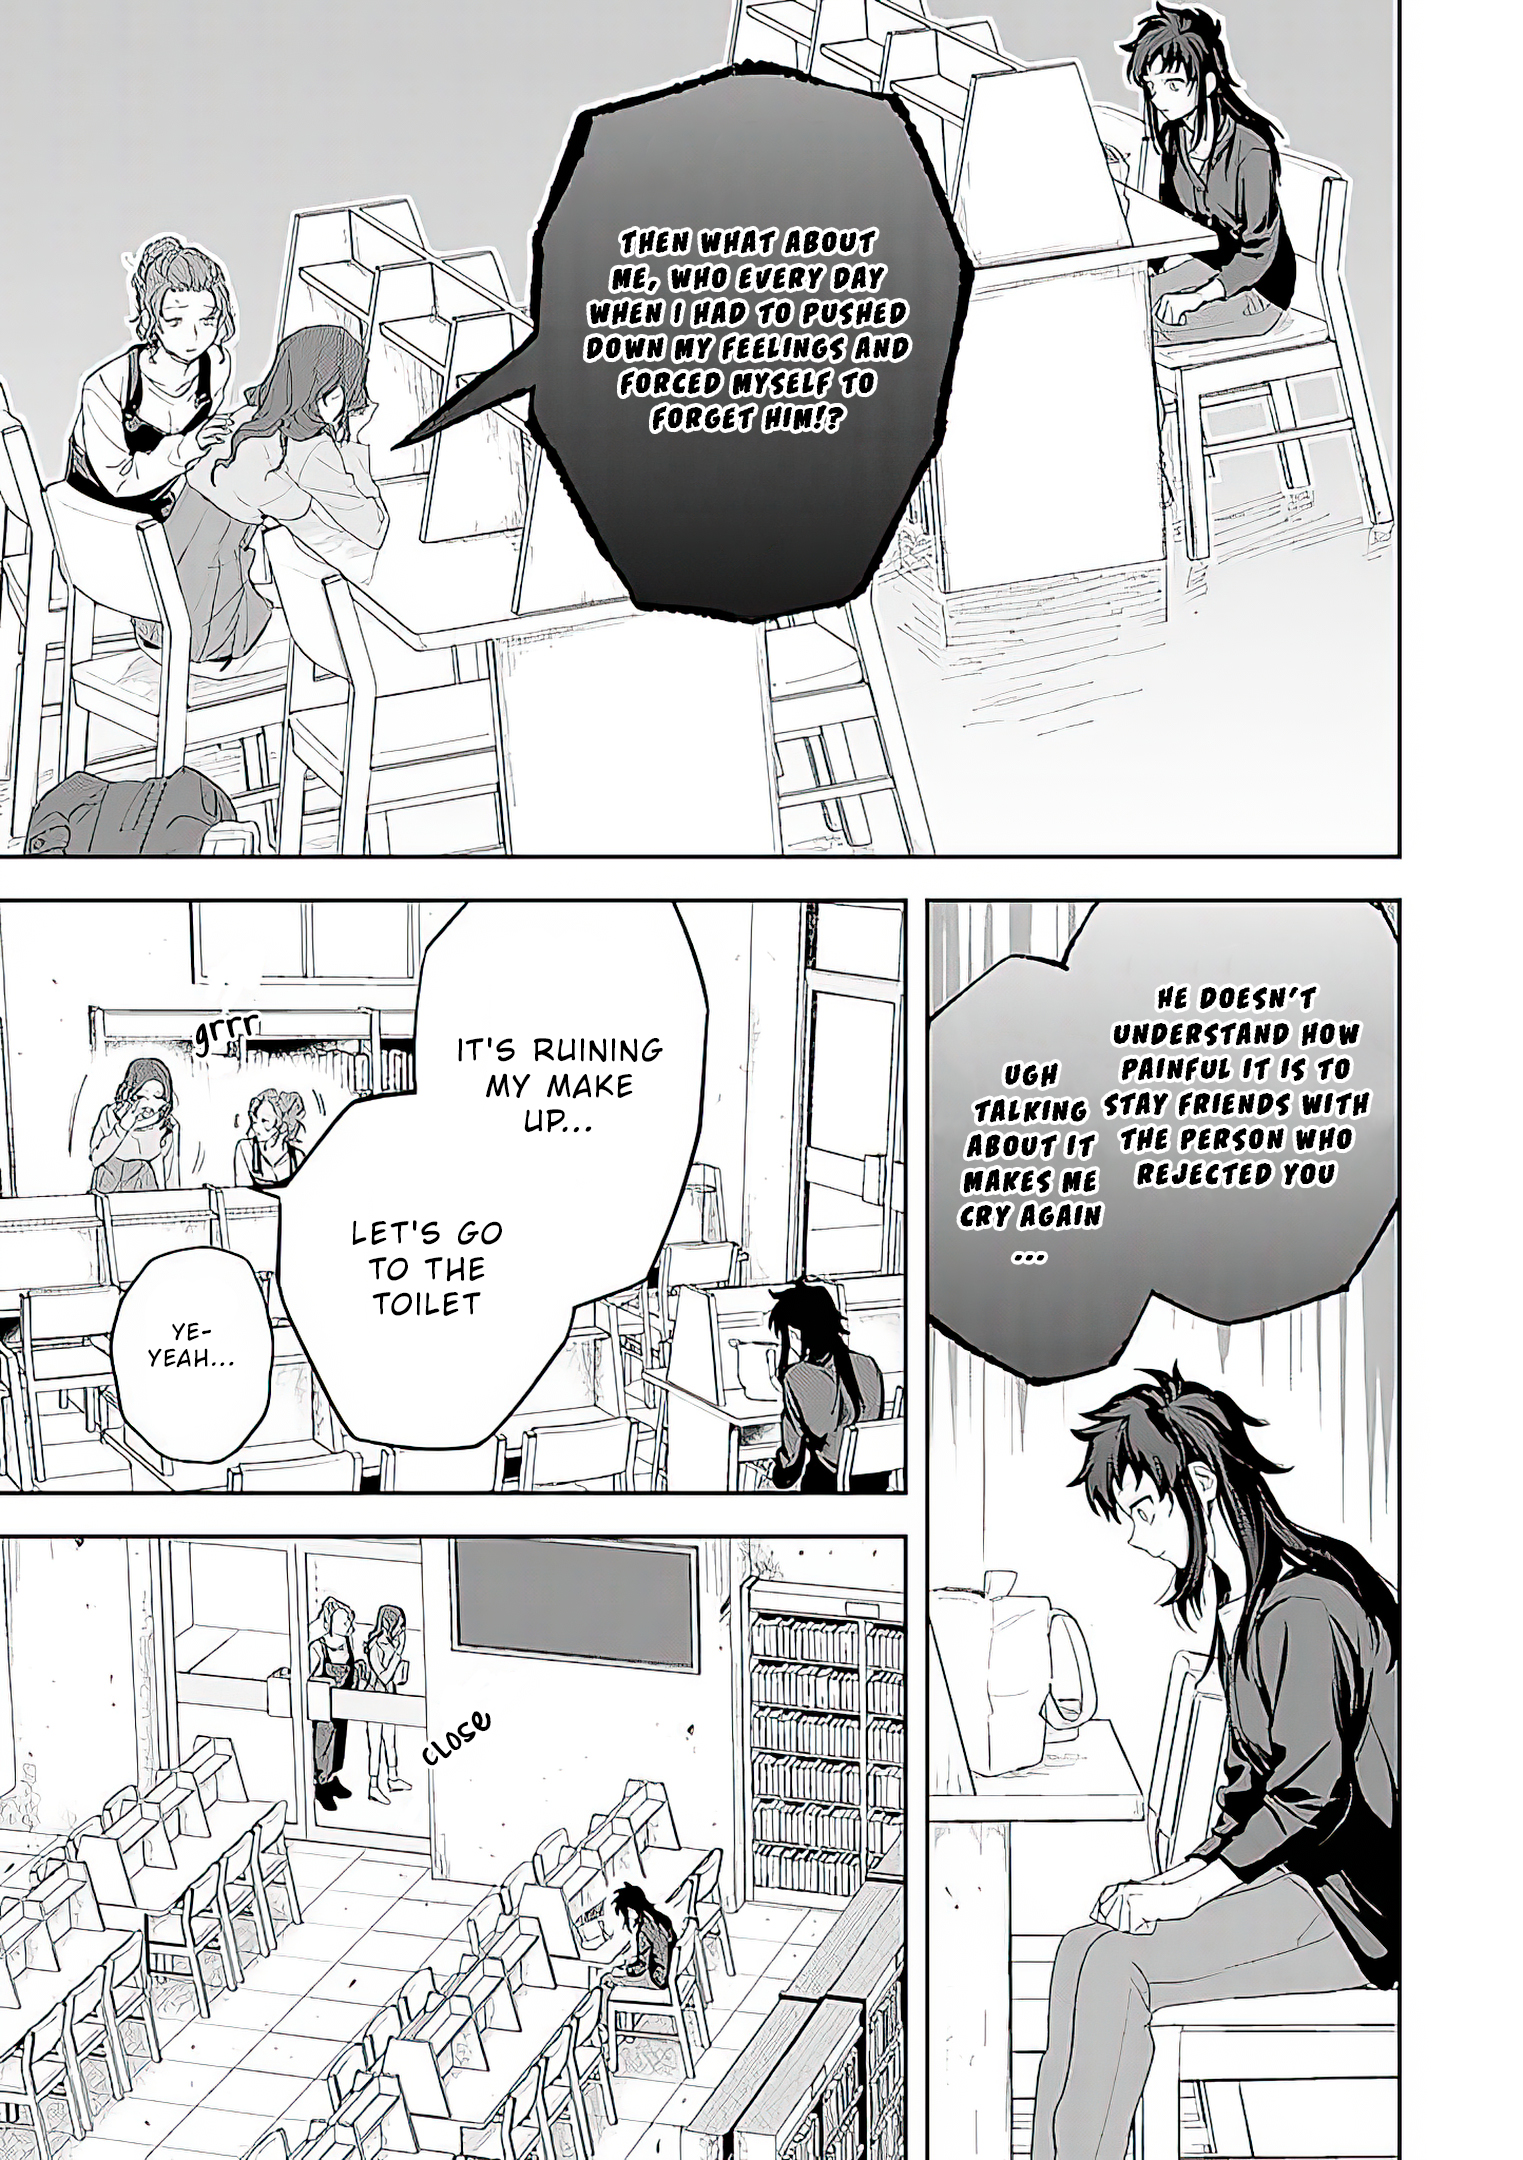 THEN WHAT ABOUT
ME, WHO EVERY DAY
WHEN I HAD TO PUSHED
DOWN MY FEELINGS AND
FORCED MYSELF TO
FORGET HIM!?
HE DOESN'T
UNDERSTAND HOW
PAINFUL IT IS TO
STAY FRIENDS WITH
THE PERSON WHO
REJECTED YOU
UGH
TALKING
ABOUT IT
MAKES ME
CRY AGAIN
...
IT'S RUINING
MY MAKE
UP...
grrr
LET'S GO
TO THE
TOILET
YE-
YEAH...
CLOSE